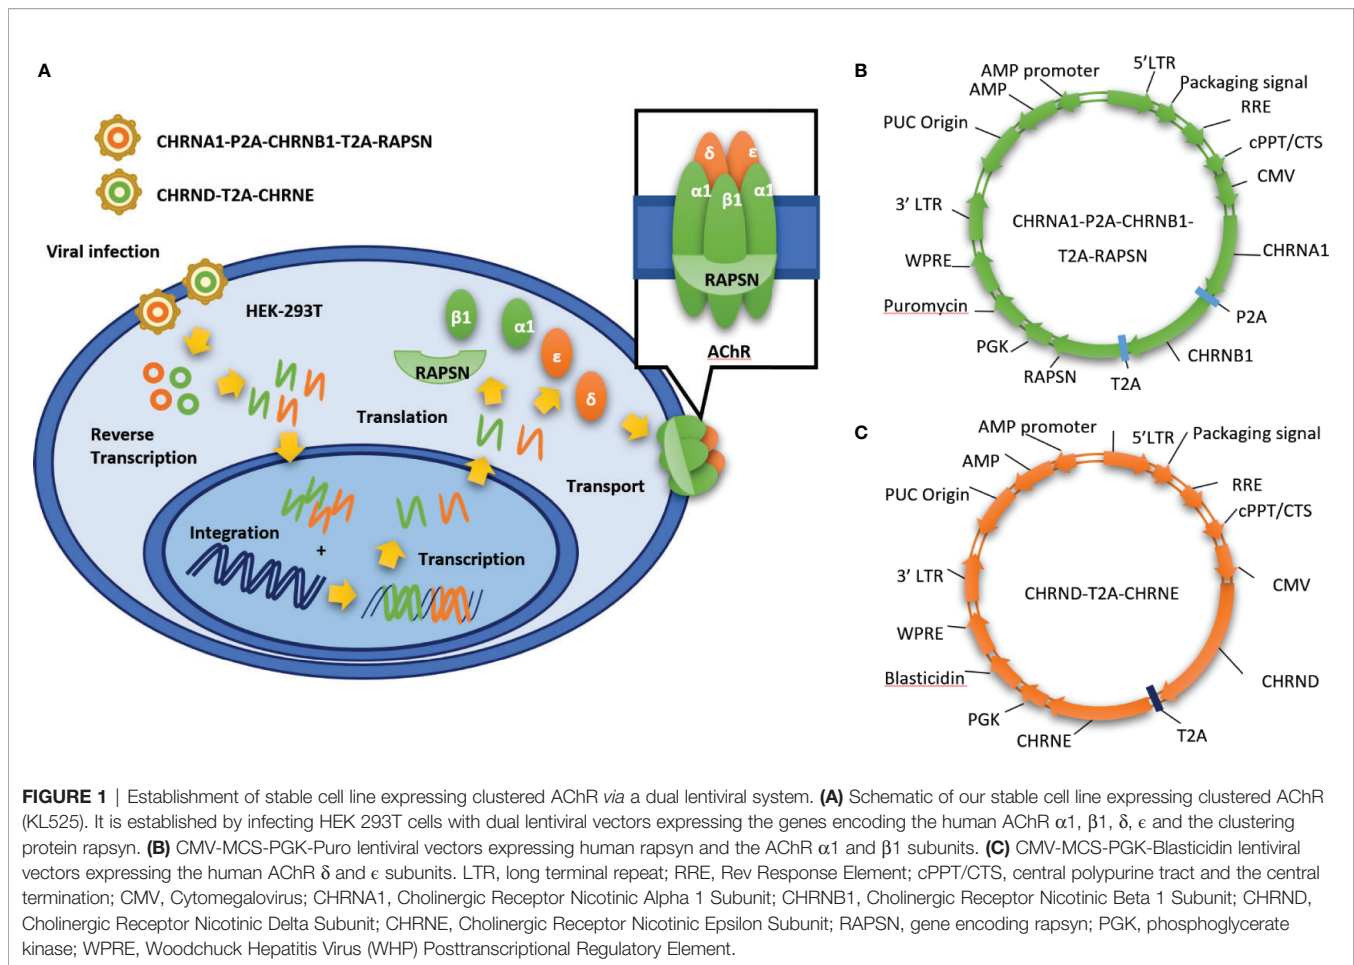 A
CHRNA1-P2A-CHRNB1-T2A-RAPSN
CHRND-T2A-CHRNE
Viral infection
HEK-293T
β1
α1
ε
δ
RAPSN
Reverse
Transcription
Translation
Transport
Integration
+
Transcription
δ
ε
α1
β1
α1
RAPSN
AChR
B
AMP promoter
5'LTR
Packaging signal
AMP
RRE
PUC Origin
cPPT/CTS
CMV
3' LTR
CHRNA1-P2A-CHRNB1-
T2A-RAPSN
CHRNA1
WPRE
Puromycin
P2A
PGK
CHRNB1
RAPSN
T2A
C
AMP promoter
5'LTR
Packaging signal
AMP
RRE
PUC Origin
cPPT/CTS
3' LTR
CMV
CHRND-T2A-CHRNE
WPRE
Blasticidin
CHRND
PGK
CHRNE
T2A
FIGURE 1 | Establishment of stable cell line expressing clustered AChR via a dual lentiviral system. (A) Schematic of our stable cell line expressing clustered AChR
(KL525). It is established by infecting HEK 293T cells with dual lentiviral vectors expressing the genes encoding the human AChR α1, β1, δ, ϵ and the clustering
protein rapsyn. (B) CMV-MCS-PGK-Puro lentiviral vectors expressing human rapsyn and the AChR α1 and β1 subunits. (C) CMV-MCS-PGK-Blasticidin lentiviral
vectors expressing the human AChR δ and ϵ subunits. LTR, long terminal repeat; RRE, Rev Response Element; cPPT/CTS, central polypurine tract and the central
termination; CMV, Cytomegalovirus; CHRNA1, Cholinergic Receptor Nicotinic Alpha 1 Subunit; CHRNB1, Cholinergic Receptor Nicotinic Beta 1 Subunit; CHRND,
Cholinergic Receptor Nicotinic Delta Subunit; CHRNE, Cholinergic Receptor Nicotinic Epsilon Subunit; RAPSN, gene encoding rapsyn; PGK, phosphoglycerate
kinase; WPRE, Woodchuck Hepatitis Virus (WHP) Posttranscriptional Regulatory Element.